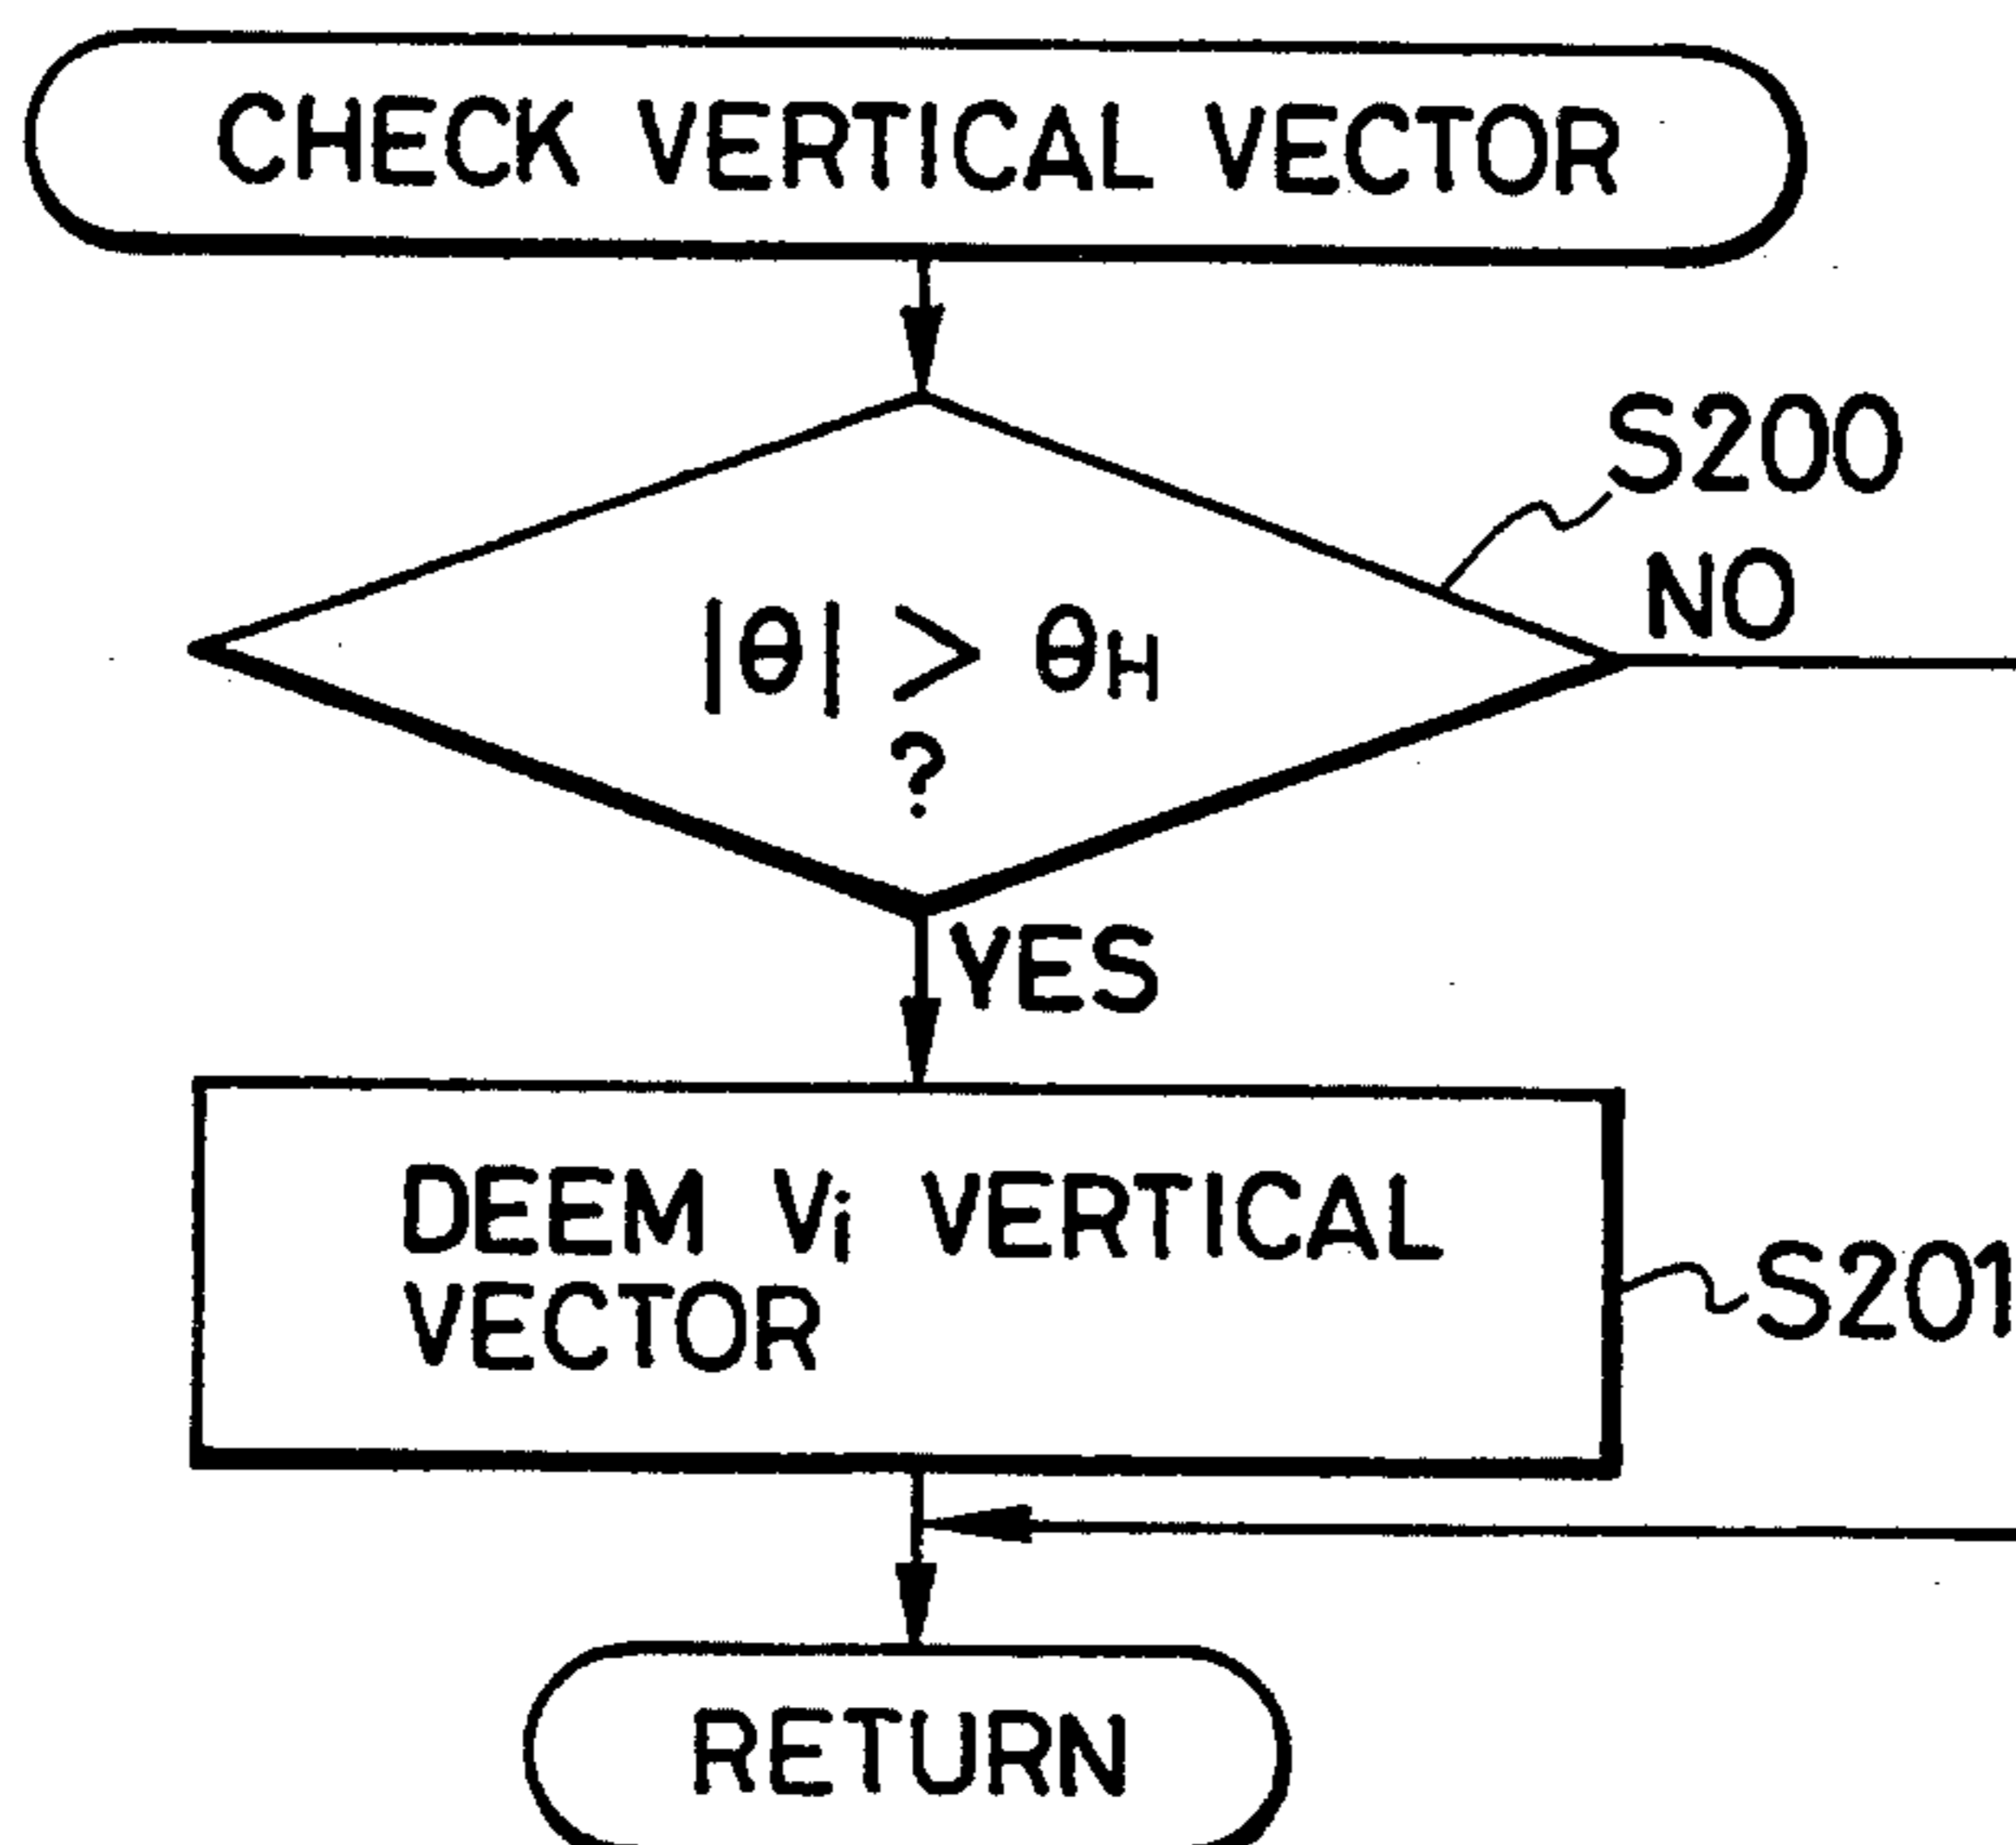 CHECK VERTICAL VECTOR
S200
NO
|θ| > θH
?
YES
DEEM Vi VERTICAL
VECTOR
S201
RETURN